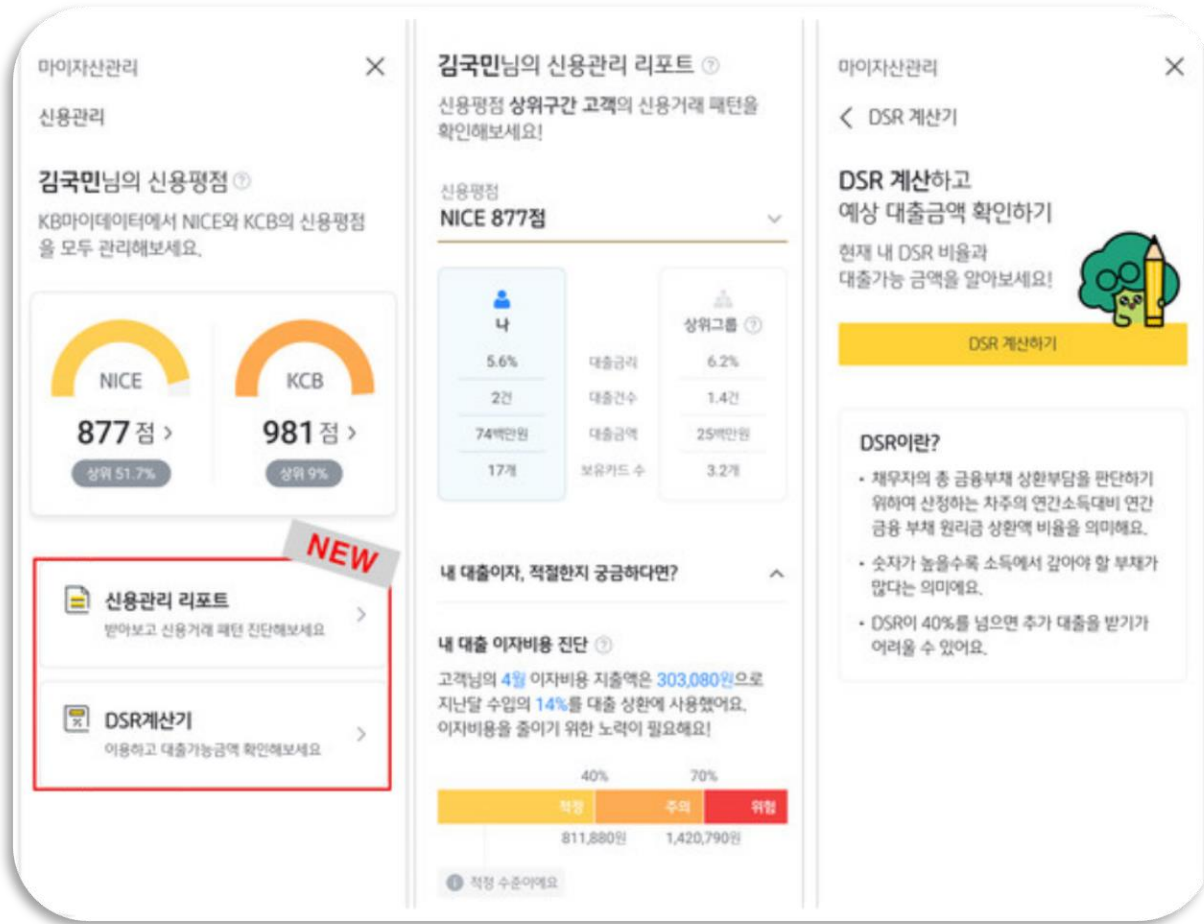 마이자산관리
신용관리
김국민님의 신용평점
KB마이데이터에서 NICE와 KCB의 신용평점
을 모두 관리해보세요.
NICE
877점 >
상위 51.7%
KCB
981점 >
상위 9%
NEW
신용관리 리포트
받아보고 신용거래 패턴 진단해보세요
DSR계산기
이용하고 대출가능금액 확인해보세요
김국민님의 신용관리 리포트 ?
신용평점 상위구간 고객의 신용거래 패턴을
확인해보세요!
신용평점
NICE 877점
나
상위그룹 ?
5.6% 대출금리 6.2%
2건 대출건수 1.4건
74백만원 대출금액 25백만원
17개 보유카드 수 3.2개
내 대출이자, 적절한지 궁금하다면?
내 대출 이자비용 진단 ?
고객님의 4월 이자비용 지출액은 303,080원으로
지난달 수입의 14%를 대출 상환에 사용했어요.
이자비용을 줄이기 위한 노력이 필요해요!
40% 70%
적정 주의 위험
811,880원 1,420,790원
적정 수준이에요
마이자산관리
DSR 계산기
DSR 계산하고
예상 대출금액 확인하기
현재 내 DSR 비율과
대출가능 금액을 알아보세요!
DSR 계산하기
DSR이란?
• 채무자의 총 금융부채 상환부담을 판단하기
위하여 산정하는 차주의 연간소득대비 연간
금융 부채 원리금 상환액 비율을 의미해요.
• 숫자가 높을수록 소득에서 갚아야 할 부채가
많다는 의미에요.
• DSR이 40%를 넘으면 추가 대출을 받기가
어려울 수 있어요.